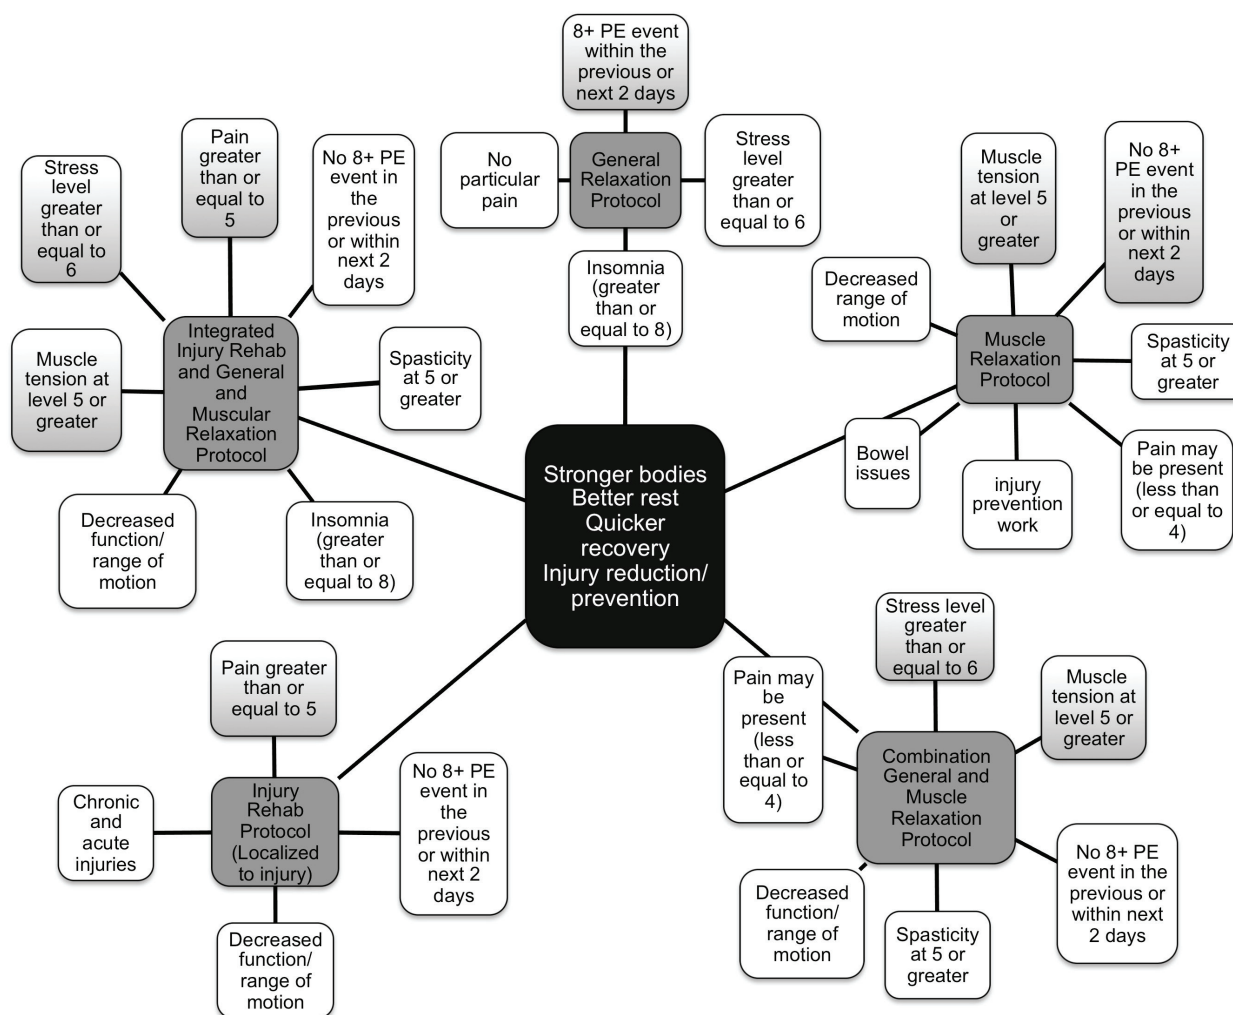 8+ PE event
within the
previous or
next 2 days
No
particular
pain
General
Relaxation
Protocol
Stress
level
greater
than or
equal to 6
Insomnia
(greater
than or
equal to 8)
Stress
level
greater
than or
equal to
6
Pain
greater
than or
equal to
5
No 8+ PE
event in
the
previous
or within
next 2
days
Muscle
tension at
level 5 or
greater
Integrated
Injury Rehab
and General
and
Muscular
Relaxation
Protocol
Spasticity
at 5 or
greater
Decreased
function/
range of
motion
Insomnia
(greater
than or
equal to 8)
Muscle
tension
at level 5
or
greater
No 8+
PE event
in the
previous
or within
next 2
days
Decreased
range of
motion
Muscle
Relaxation
Protocol
Spasticity
at 5 or
greater
Bowel
issues
injury
prevention
work
Pain may
be present
(less than
or equal to
4)
Stronger bodies
Better rest
Quicker
recovery
Injury reduction/
prevention
Pain greater
than or
equal to 5
Chronic
and
acute
injuries
Injury
Rehab
Protocol
(Localized
to injury)
No 8+ PE
event in
the
previous
or within
next 2
days
Decreased
function/
range of
motion
Stress level
greater
than or
equal to 6
Pain may
be
present
(less
than or
equal to
4)
Muscle
tension at
level 5 or
greater
Combination
General and
Muscle
Relaxation
Protocol
No 8+ PE
event in the
previous or
within next
2 days
Decreased
function/
range of
motion
Spasticity
at 5 or
greater